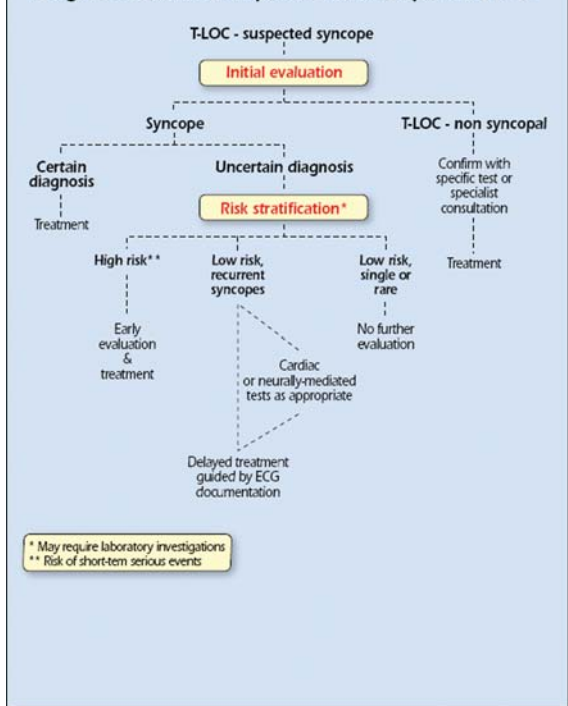 T-LOC - suspected syncope
Initial evaluation
Syncope
T-LOC - non syncopal
Certain
diagnosis
Uncertain diagnosis
Confirm with
specific test or
specialist
consultation
Treatment
Risk stratification*
High risk**
Low risk,
recurrent
syncopes
Low risk,
single or
rare
Treatment
Early
evaluation
&
treatment
No further
evaluation
Cardiac
or neurally-mediated
tests as appropriate
Delayed treatment
guided by ECG
documentation
* May require laboratory investigations
** Risk of short-tem serious events